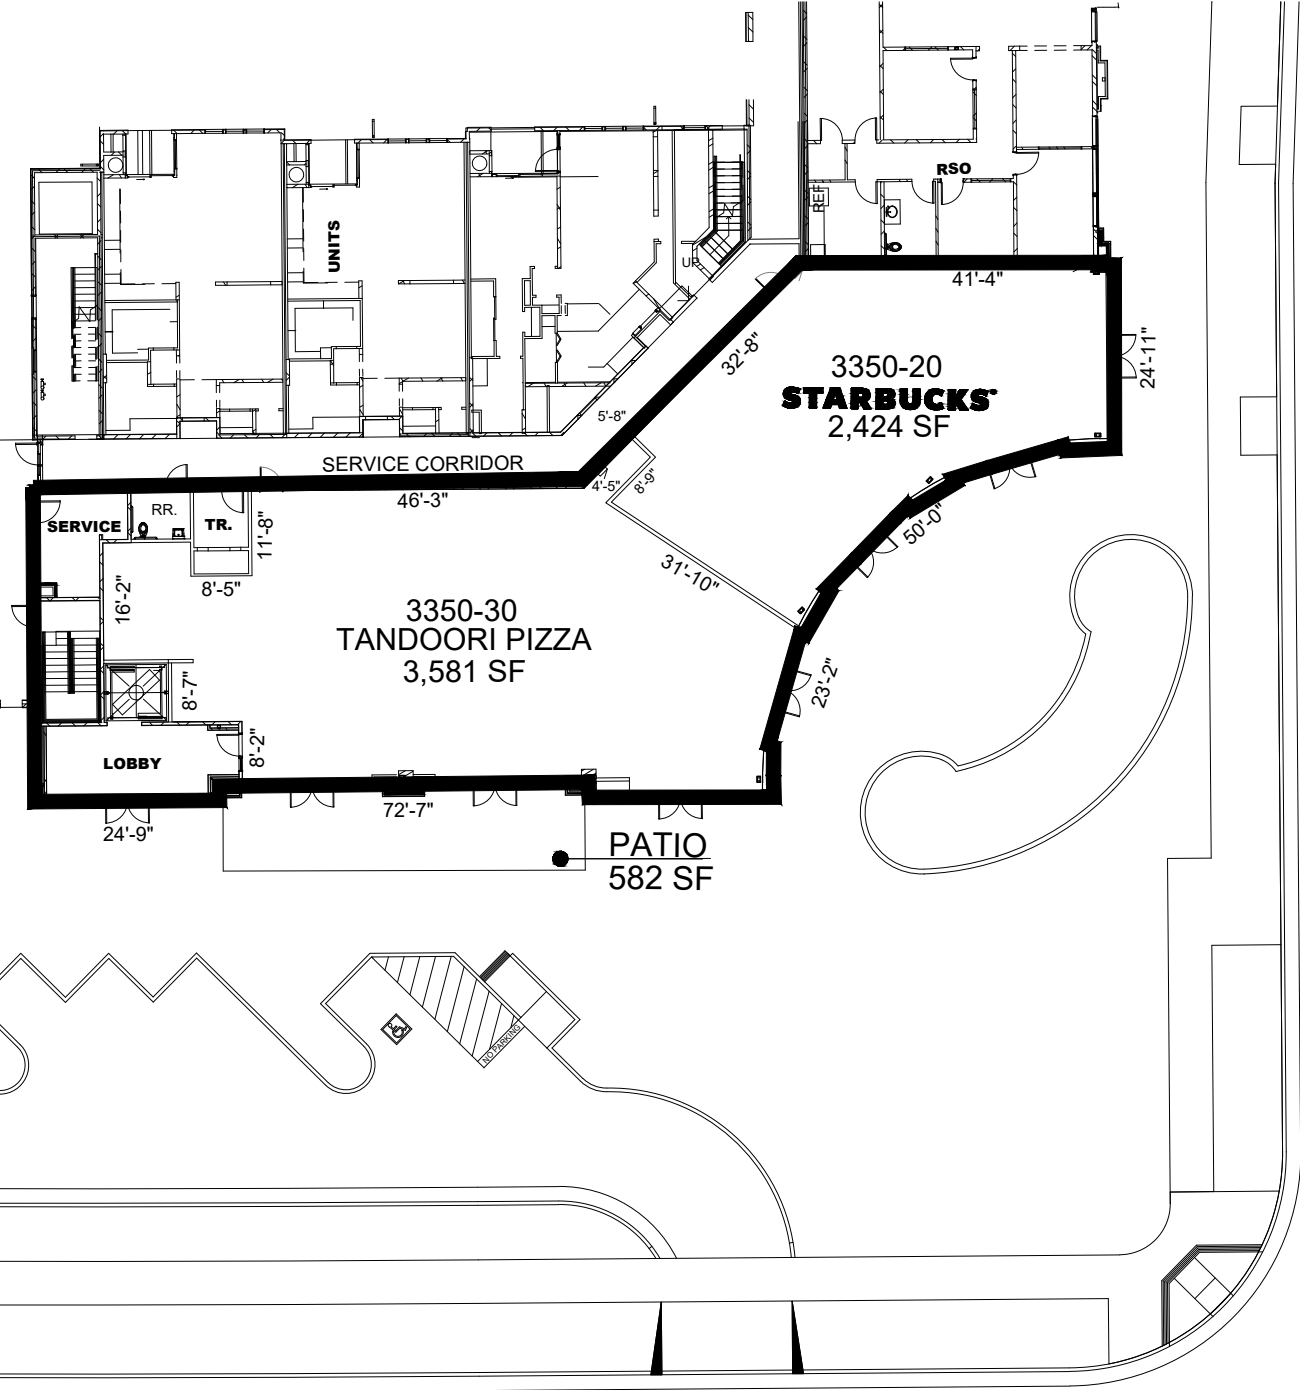 RSO
REF
UNITS
UP
41'-4"
32'-8"
24'-11"
3350-20
STARBUCKS
2,424 SF
5'-8"
SERVICE CORRIDOR
46'-3"
4'-5"
8'-9"
SERVICE
RR.
TR.
11'-8"
50'-0"
31'-10"
8'-5"
16'-2"
3350-30
TANDOORI PIZZA
3,581 SF
8'-7"
23'-2"
8'-2"
LOBBY
72'-7"
24'-9"
PATIO
582 SF
NO PARKING